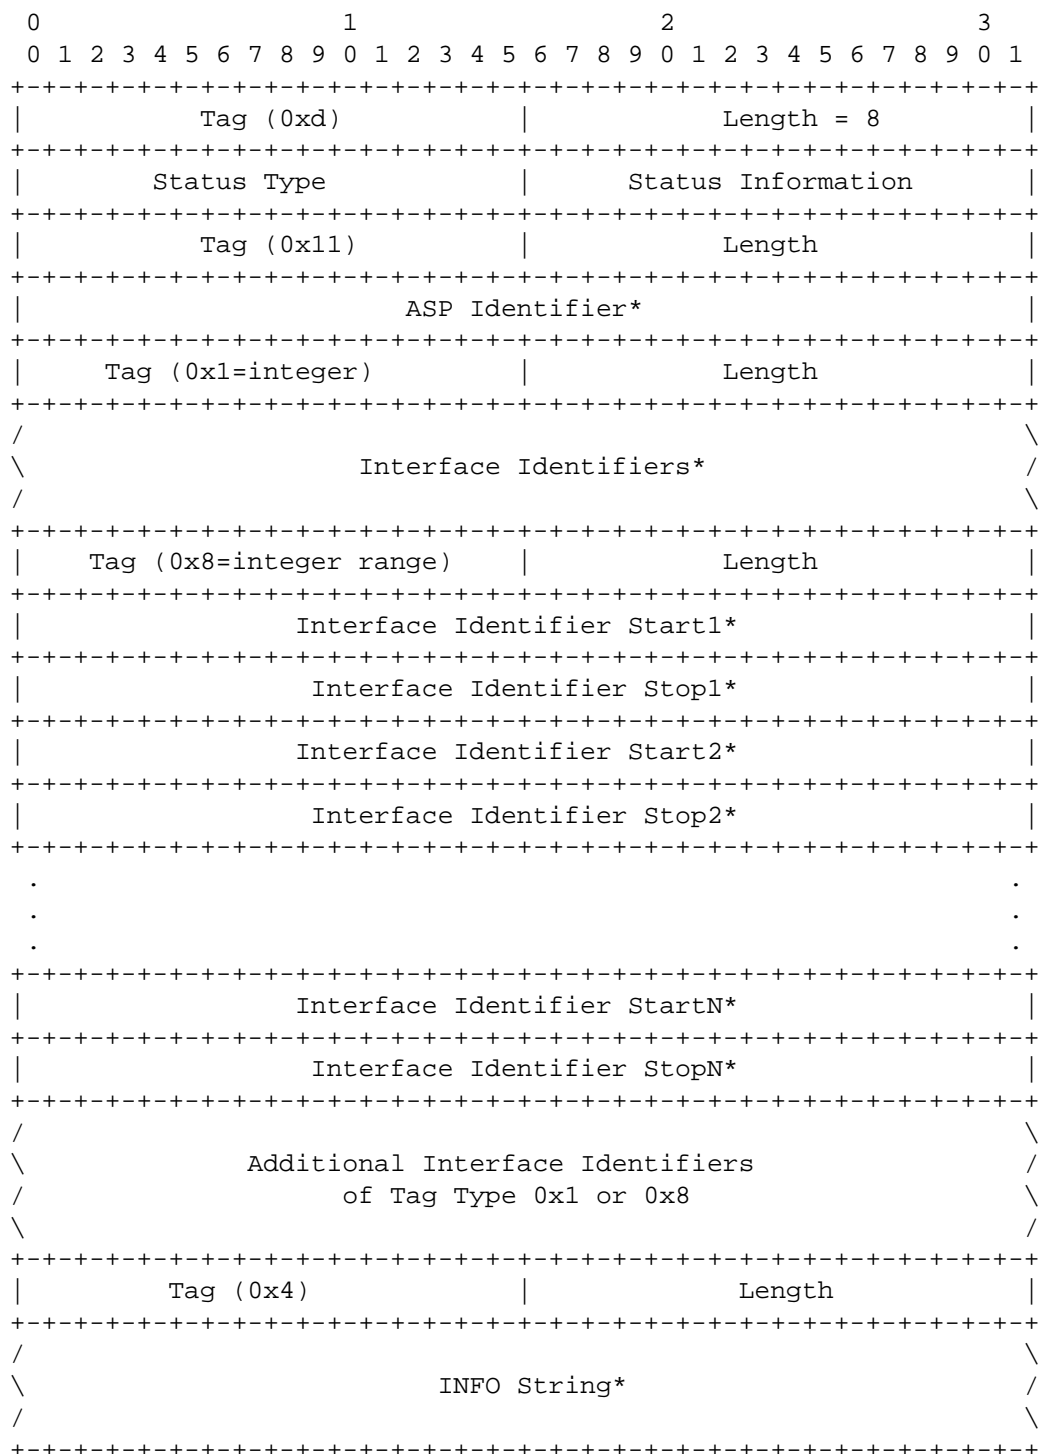 0                   1                   2                   3
 0 1 2 3 4 5 6 7 8 9 0 1 2 3 4 5 6 7 8 9 0 1 2 3 4 5 6 7 8 9 0 1
+-+-+-+-+-+-+-+-+-+-+-+-+-+-+-+-+-+-+-+-+-+-+-+-+-+-+-+-+-+-+-+-+
|           Tag (0xd)           |            Length = 8         |
+-+-+-+-+-+-+-+-+-+-+-+-+-+-+-+-+-+-+-+-+-+-+-+-+-+-+-+-+-+-+-+-+
|        Status Type            |      Status Information       |
+-+-+-+-+-+-+-+-+-+-+-+-+-+-+-+-+-+-+-+-+-+-+-+-+-+-+-+-+-+-+-+-+
|           Tag (0x11)          |            Length             |
+-+-+-+-+-+-+-+-+-+-+-+-+-+-+-+-+-+-+-+-+-+-+-+-+-+-+-+-+-+-+-+-+
|                        ASP Identifier*                        |
+-+-+-+-+-+-+-+-+-+-+-+-+-+-+-+-+-+-+-+-+-+-+-+-+-+-+-+-+-+-+-+-+
|     Tag (0x1=integer)         |            Length             |
+-+-+-+-+-+-+-+-+-+-+-+-+-+-+-+-+-+-+-+-+-+-+-+-+-+-+-+-+-+-+-+-+
/                                                               \
\                     Interface Identifiers*                    /
/                                                               \
+-+-+-+-+-+-+-+-+-+-+-+-+-+-+-+-+-+-+-+-+-+-+-+-+-+-+-+-+-+-+-+-+
|    Tag (0x8=integer range)    |            Length             |
+-+-+-+-+-+-+-+-+-+-+-+-+-+-+-+-+-+-+-+-+-+-+-+-+-+-+-+-+-+-+-+-+
|                 Interface Identifier Start1*                  |
+-+-+-+-+-+-+-+-+-+-+-+-+-+-+-+-+-+-+-+-+-+-+-+-+-+-+-+-+-+-+-+-+
|                  Interface Identifier Stop1*                  |
+-+-+-+-+-+-+-+-+-+-+-+-+-+-+-+-+-+-+-+-+-+-+-+-+-+-+-+-+-+-+-+-+
|                 Interface Identifier Start2*                  |
+-+-+-+-+-+-+-+-+-+-+-+-+-+-+-+-+-+-+-+-+-+-+-+-+-+-+-+-+-+-+-+-+
|                  Interface Identifier Stop2*                  |
+-+-+-+-+-+-+-+-+-+-+-+-+-+-+-+-+-+-+-+-+-+-+-+-+-+-+-+-+-+-+-+-+
 .                                                             .
 .                                                             .
 .                                                             .
+-+-+-+-+-+-+-+-+-+-+-+-+-+-+-+-+-+-+-+-+-+-+-+-+-+-+-+-+-+-+-+-+
|                 Interface Identifier StartN*                  |
+-+-+-+-+-+-+-+-+-+-+-+-+-+-+-+-+-+-+-+-+-+-+-+-+-+-+-+-+-+-+-+-+
|                  Interface Identifier StopN*                  |
+-+-+-+-+-+-+-+-+-+-+-+-+-+-+-+-+-+-+-+-+-+-+-+-+-+-+-+-+-+-+-+-+
/                                                               \
\              Additional Interface Identifiers                 /
/                    of Tag Type 0x1 or 0x8                     \
\                                                               /
+-+-+-+-+-+-+-+-+-+-+-+-+-+-+-+-+-+-+-+-+-+-+-+-+-+-+-+-+-+-+-+-+
|         Tag (0x4)             |             Length            |
+-+-+-+-+-+-+-+-+-+-+-+-+-+-+-+-+-+-+-+-+-+-+-+-+-+-+-+-+-+-+-+-+
/                                                               \
\                          INFO String*                         /
/                                                               \
+-+-+-+-+-+-+-+-+-+-+-+-+-+-+-+-+-+-+-+-+-+-+-+-+-+-+-+-+-+-+-+-+